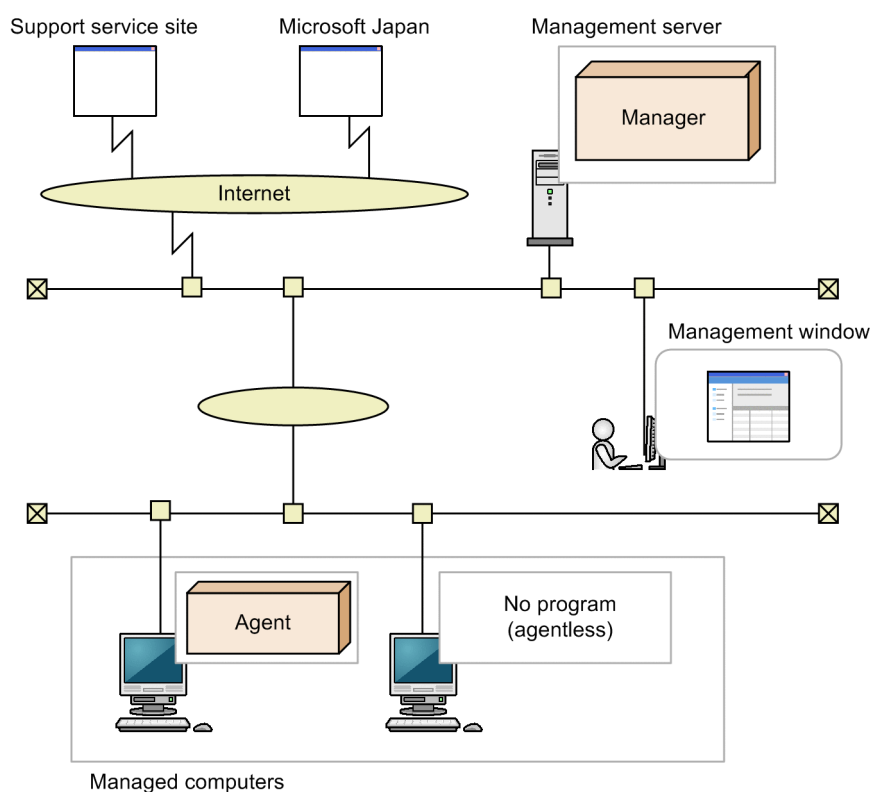 Support service site
Microsoft Japan
Management server
Manager
Internet
Management window
Agent
No program
(agentless)
Managed computers